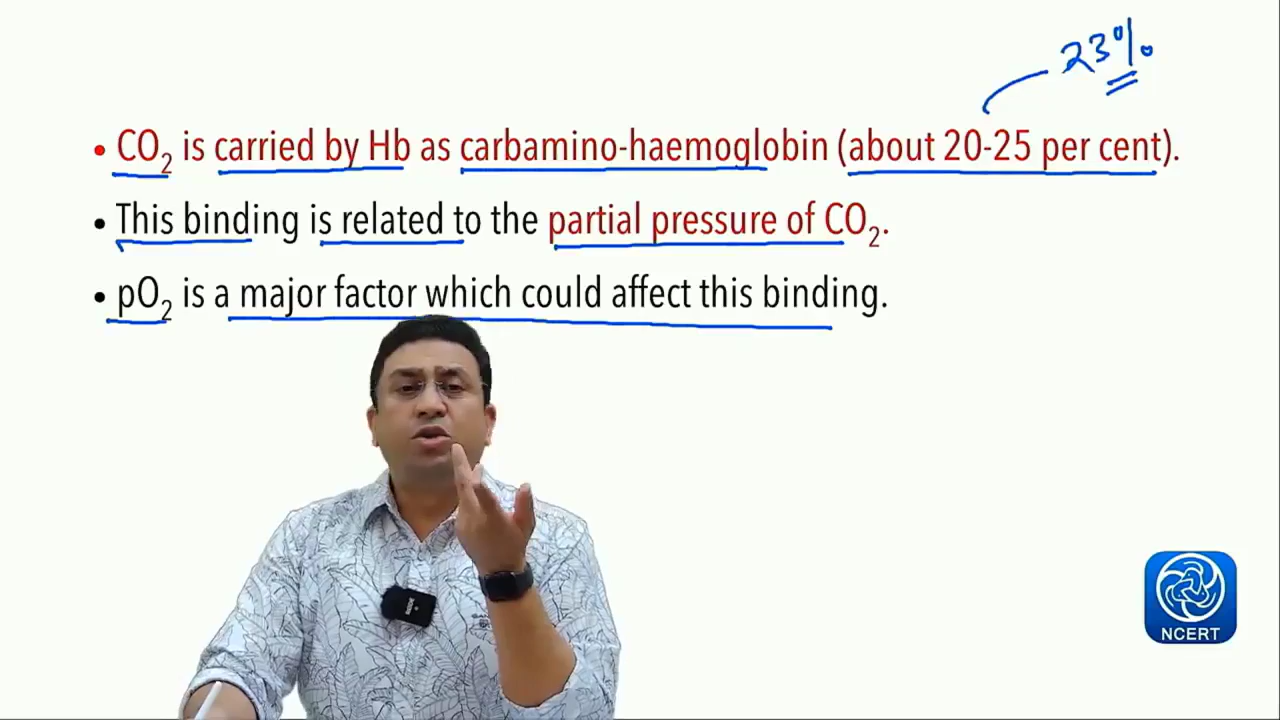 23%
• CO₂ is carried by Hb as carbamino-haemoglobin (about 20-25 per cent).
• This binding is related to the partial pressure of CO₂.
• pO₂ is a major factor which could affect this binding.
NCERT